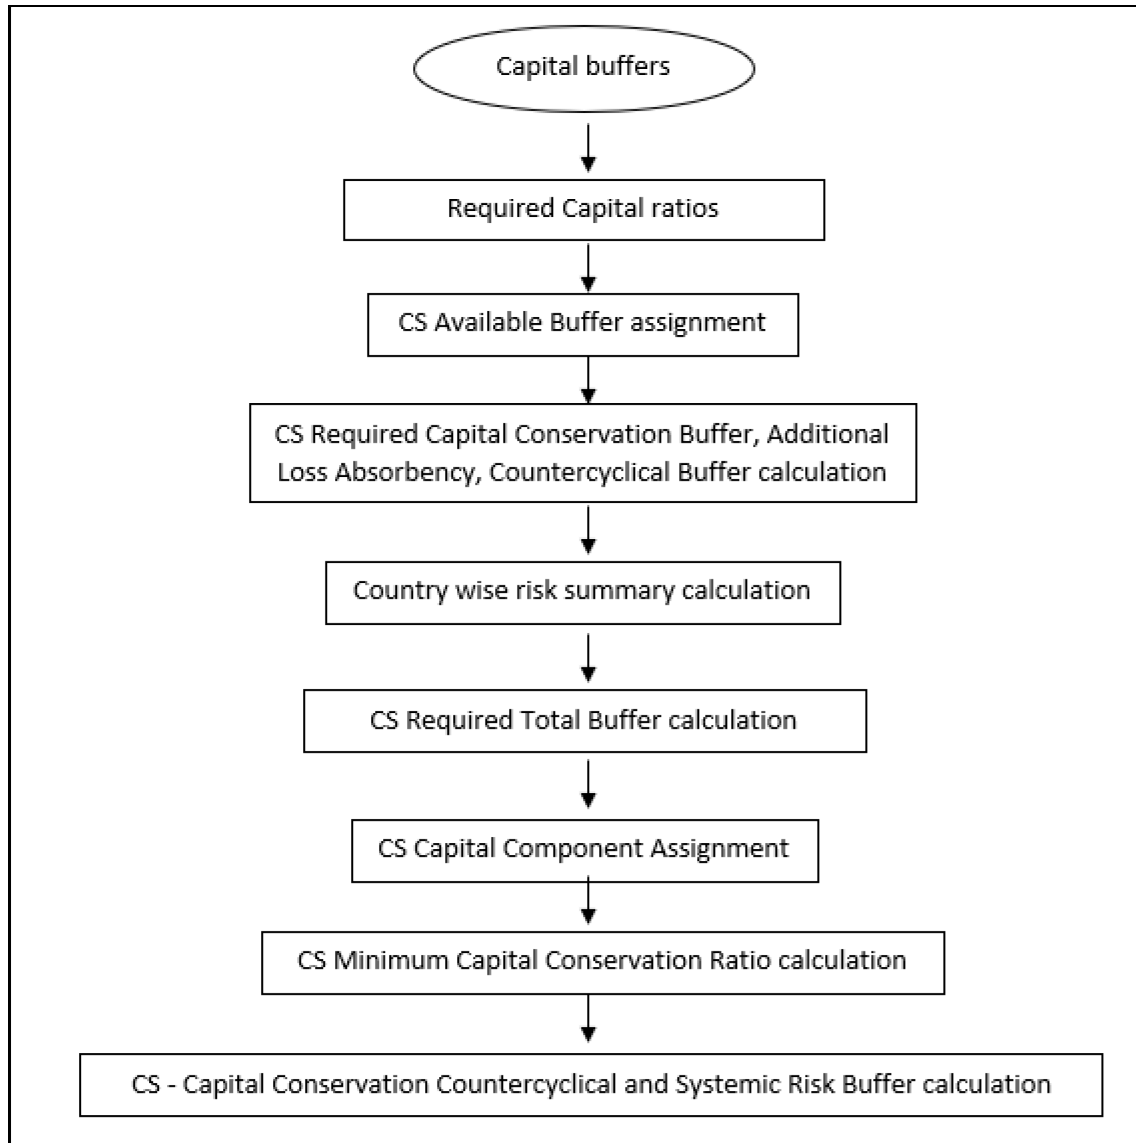 Capital buffers
Required Capital ratios
CS Available Buffer assignment
CS Required Capital Conservation Buffer, Additional
Loss Absorbency, Countercyclical Buffer calculation
Country wise risk summary calculation
CS Required Total Buffer calculation
CS Capital Component Assignment
CS Minimum Capital Conservation Ratio calculation
CS - Capital Conservation Countercyclical and Systemic Risk Buffer calculation